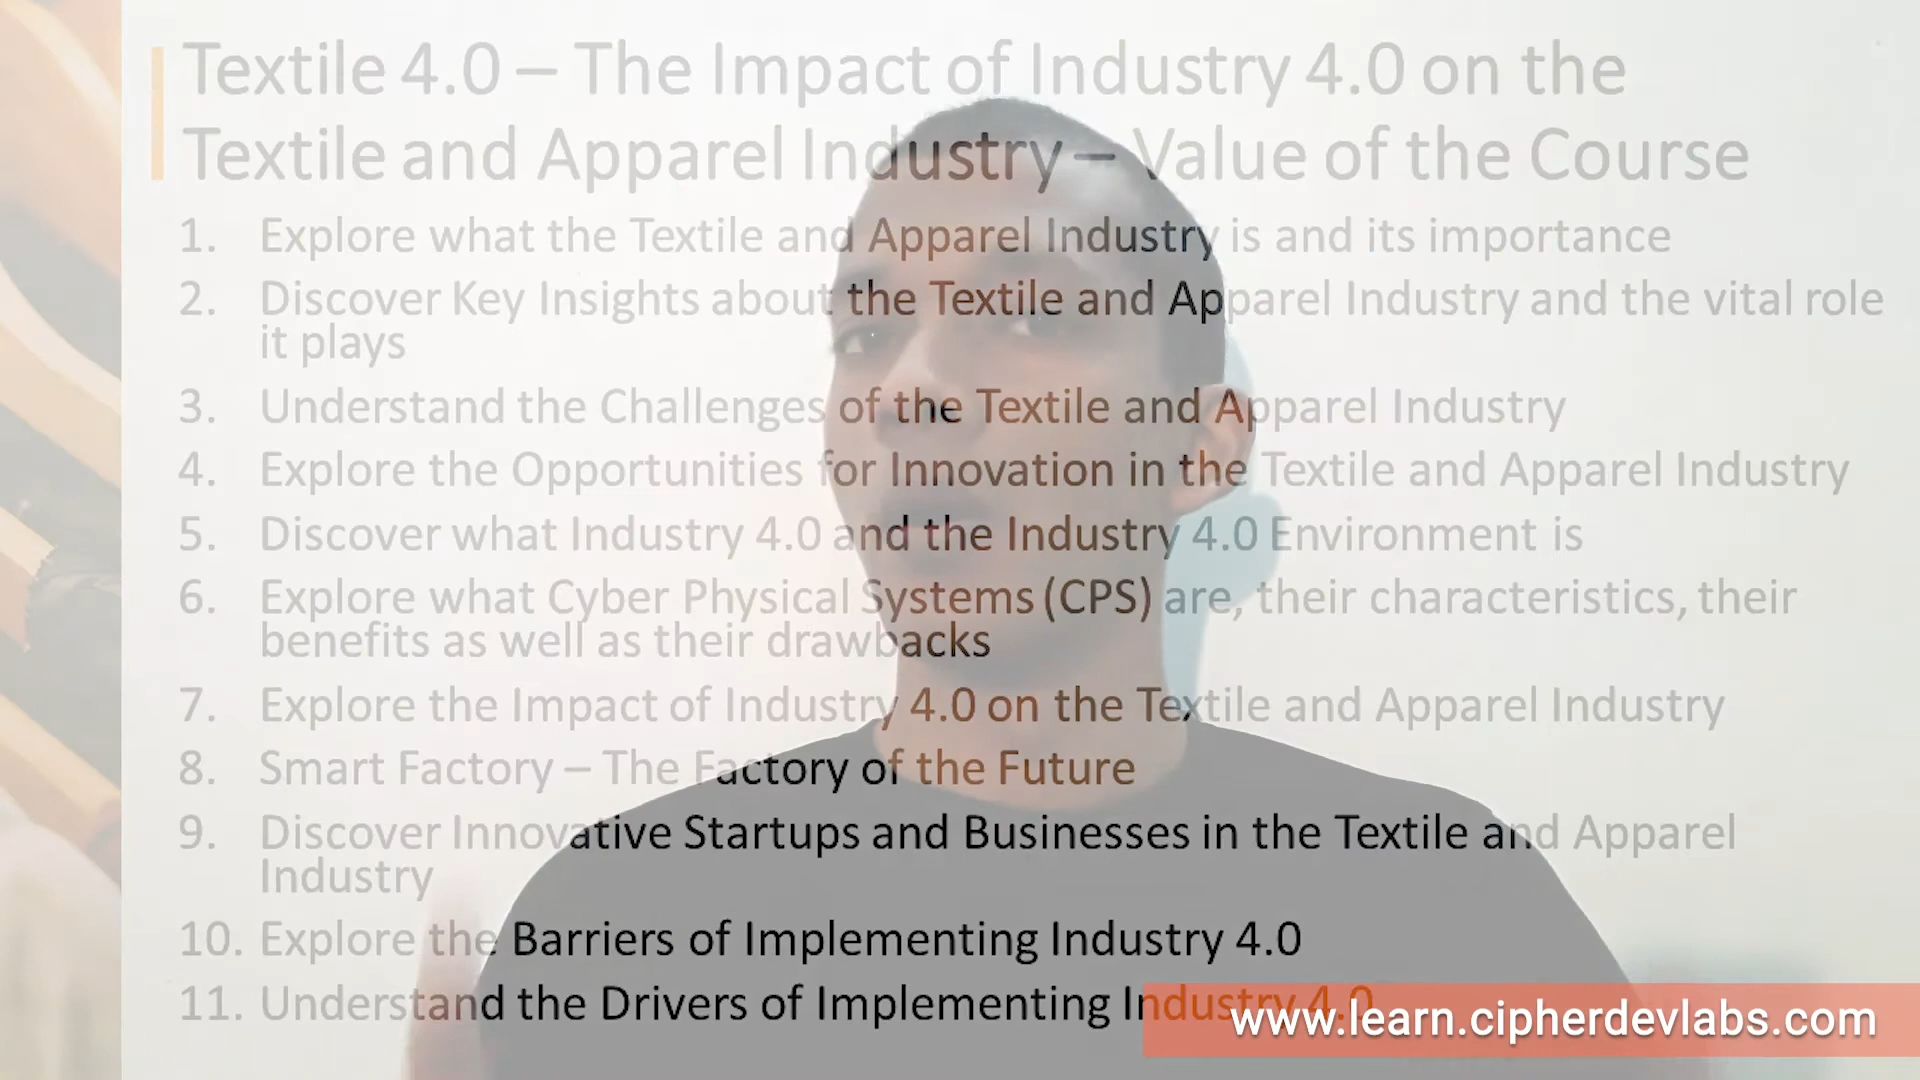 Textile 4.0 – The Impact of Industry 4.0 on the
Textile and Apparel Industry – Value of the Course
1. Explore what the Textile and Apparel Industry is and its importance
2. Discover Key Insights about the Textile and Apparel Industry and the vital role
it plays
3. Understand the Challenges of the Textile and Apparel Industry
4. Explore the Opportunities for Innovation in the Textile and Apparel Industry
5. Discover what Industry 4.0 and the Industry 4.0 Environment is
6. Explore what Cyber Physical Systems (CPS) are, their characteristics, their
benefits as well as their drawbacks
7. Explore the Impact of Industry 4.0 on the Textile and Apparel Industry
8. Smart Factory – The Factory of the Future
9. Discover Innovative Startups and Businesses in the Textile and Apparel
Industry
10. Explore the Barriers of Implementing Industry 4.0
11. Understand the Drivers of Implementing Industry 4.0
www.learn.cipherdevlabs.com